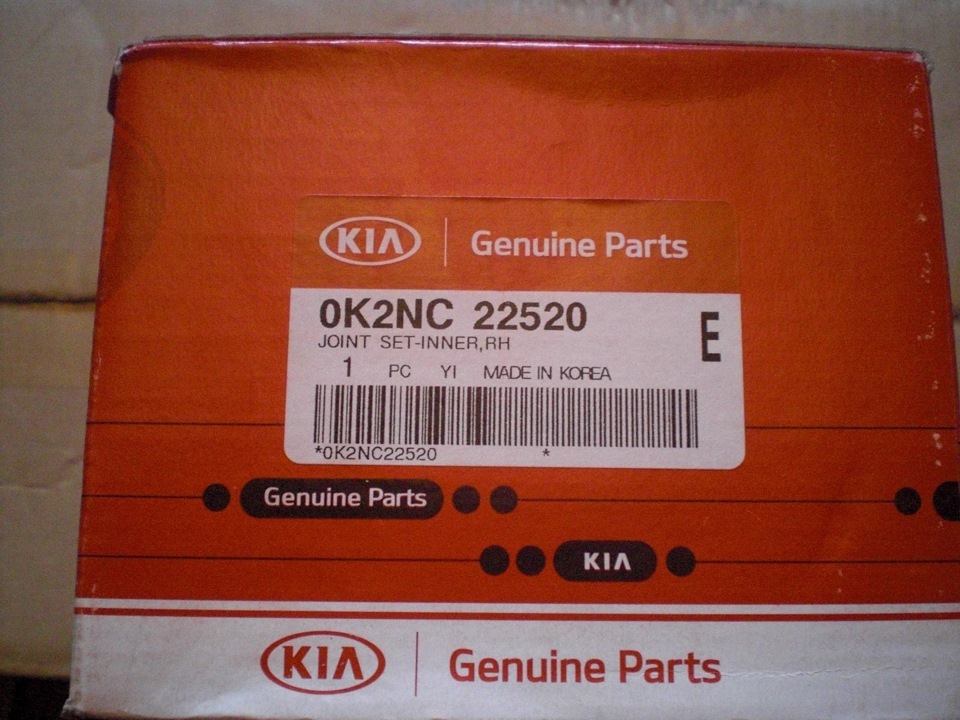 KIA Genuine Parts
0K2NC 22520
E
JOINT SET-INNER,RH
1 PC YI MADE IN KOREA
*0K2NC22520 *
Genuine Parts
KIA
KIA Genuine Parts